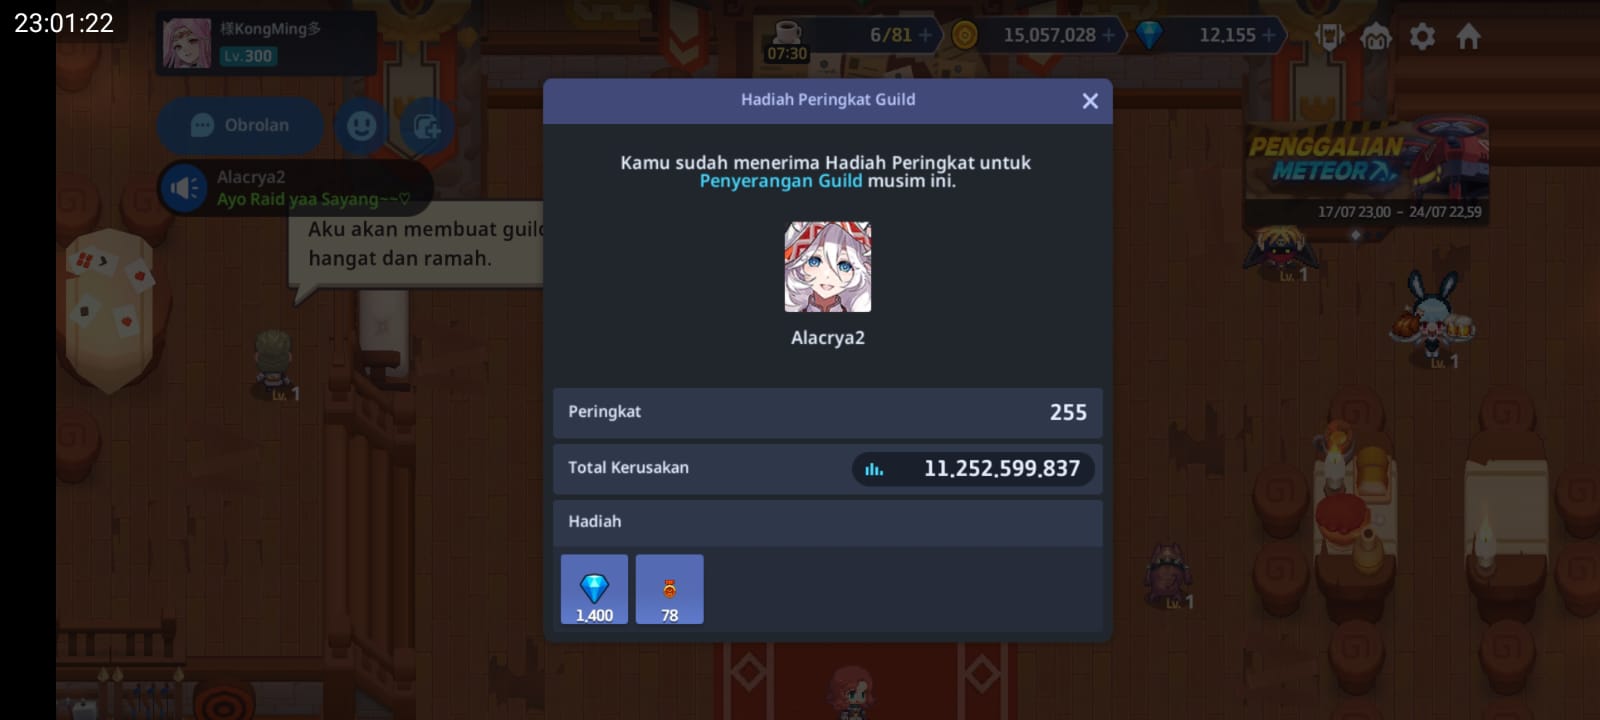 23:01:22
様KongMing多
Lv.300
6/81
07:30
15,057,028
12,155
Obrolan
Alacrya2
Ayo Raid yaa Sayang~~♡
Aku akan membuat guild
hangat dan ramah.
Lv. 1
Hadiah Peringkat Guild
Kamu sudah menerima Hadiah Peringkat untuk
Penyerangan Guild musim ini.
Alacrya2
Peringkat 255
Total Kerusakan 11,252,599,837
Hadiah
1,400 78
PENGGALIAN
METEOR
17/07 23.00 - 24/07 22.59
Lv. 1
Lv. 1
Lv. 1